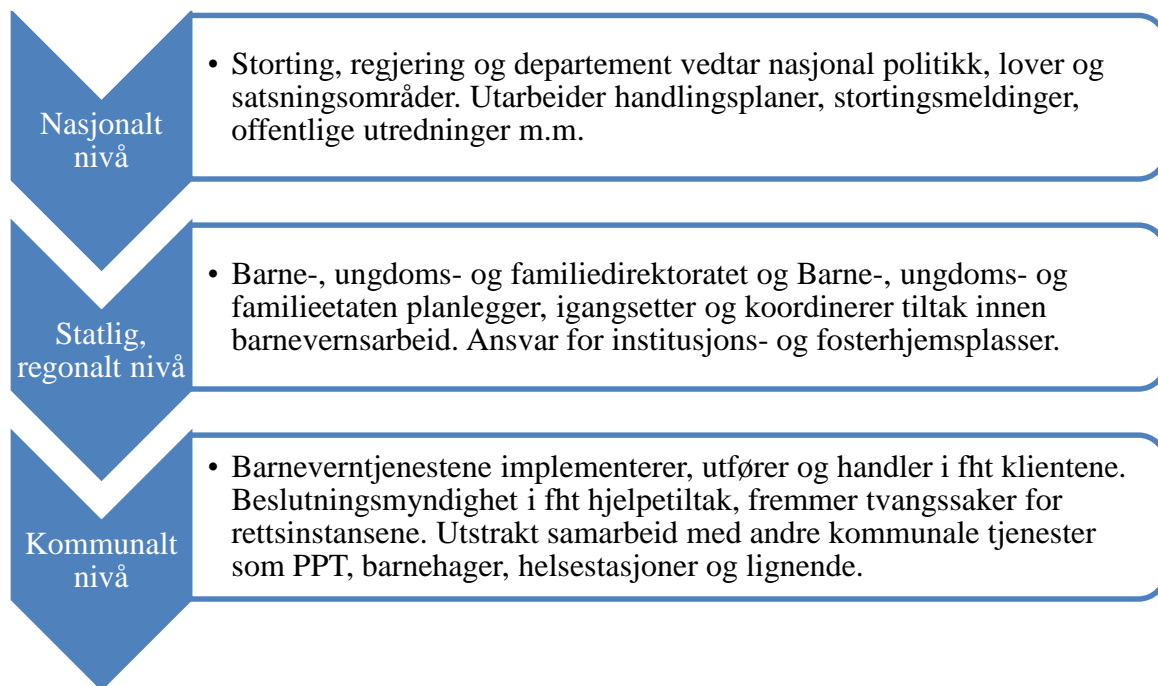 Nasjonalt
nivå
• Storting, regjering og departement vedtar nasjonal politikk, lover og
satsningsområder. Utarbeider handlingsplaner, stortingsmeldinger,
offentlige utredninger m.m.
Statlig,
regonalt nivå
• Barne-, ungdoms- og familiedirektoratet og Barne-, ungdoms- og
familieetaten planlegger, igangsetter og koordinerer tiltak innen
barnevernsarbeid. Ansvar for institusjons- og fosterhjemsplasser.
Kommunalt
nivå
• Barneverntjenestene implementerer, utfører og handler i fht klientene.
Beslutningsmyndighet i fht hjelpetiltak, fremmer tvangssaker for
rettsinstansene. Utstrakt samarbeid med andre kommunale tjenester
som PPT, barnehager, helsestasjoner og lignende.